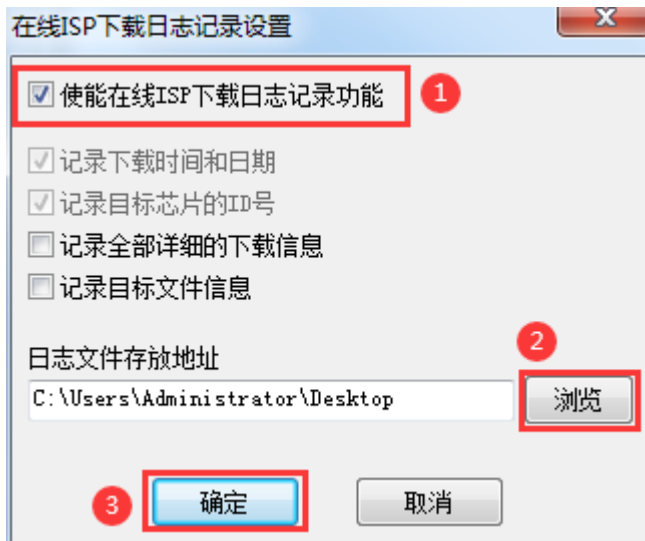 在线ISP下载日志记录设置
使能在线ISP下载日志记录功能 1
记录下载时间和日期
记录目标芯片的ID号
记录全部详细的下载信息
记录目标文件信息
2
日志文件存放地址
C:\Users\Administrator\Desktop 浏览
3 确定 取消